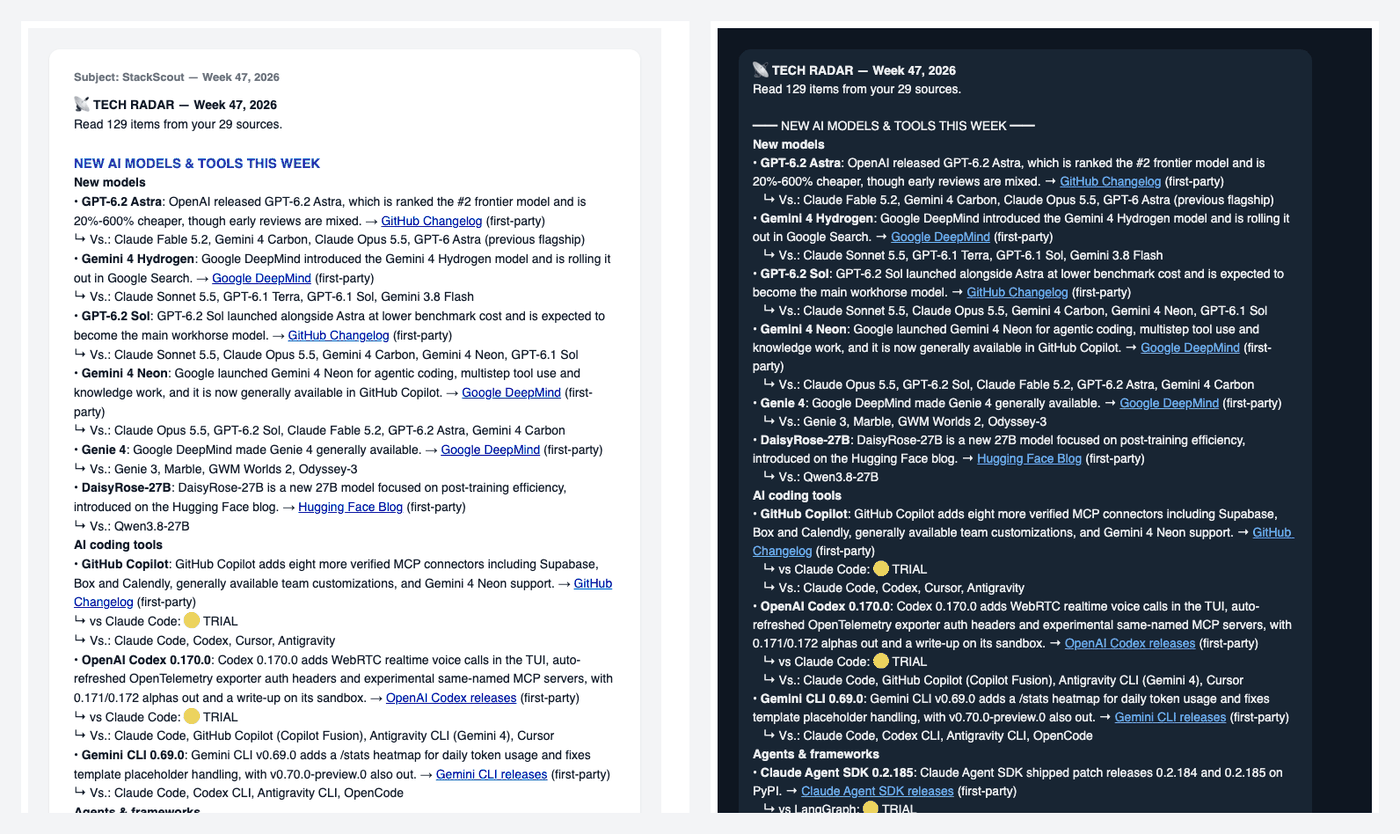 Subject: StackScout — Week 47, 2026
📡 TECH RADAR — Week 47, 2026
Read 129 items from your 29 sources.
NEW AI MODELS & TOOLS THIS WEEK
New models
• GPT-6.2 Astra: OpenAI released GPT-6.2 Astra, which is ranked the #2 frontier model and is
20%-600% cheaper, though early reviews are mixed. → GitHub Changelog (first-party)
↳ Vs.: Claude Fable 5.2, Gemini 4 Carbon, Claude Opus 5.5, GPT-6 Astra (previous flagship)
• Gemini 4 Hydrogen: Google DeepMind introduced the Gemini 4 Hydrogen model and is rolling it
out in Google Search. → Google DeepMind (first-party)
↳ Vs.: Claude Sonnet 5.5, GPT-6.1 Terra, GPT-6.1 Sol, Gemini 3.8 Flash
• GPT-6.2 Sol: GPT-6.2 Sol launched alongside Astra at lower benchmark cost and is expected to
become the main workhorse model. → GitHub Changelog (first-party)
↳ Vs.: Claude Sonnet 5.5, Claude Opus 5.5, Gemini 4 Carbon, Gemini 4 Neon, GPT-6.1 Sol
• Gemini 4 Neon: Google launched Gemini 4 Neon for agentic coding, multistep tool use and
knowledge work, and it is now generally available in GitHub Copilot. → Google DeepMind (first-
party)
↳ Vs.: Claude Opus 5.5, GPT-6.2 Sol, Claude Fable 5.2, GPT-6.2 Astra, Gemini 4 Carbon
• Genie 4: Google DeepMind made Genie 4 generally available. → Google DeepMind (first-party)
↳ Vs.: Genie 3, Marble, GWM Worlds 2, Odyssey-3
• DaisyRose-27B: DaisyRose-27B is a new 27B model focused on post-training efficiency,
introduced on the Hugging Face blog. → Hugging Face Blog (first-party)
↳ Vs.: Qwen3.8-27B
AI coding tools
• GitHub Copilot: GitHub Copilot adds eight more verified MCP connectors including Supabase,
Box and Calendly, generally available team customizations, and Gemini 4 Neon support. → GitHub
Changelog (first-party)
↳ vs Claude Code: 🟡 TRIAL
↳ Vs.: Claude Code, Codex, Cursor, Antigravity
• OpenAI Codex 0.170.0: Codex 0.170.0 adds WebRTC realtime voice calls in the TUI, auto-
refreshed OpenTelemetry exporter auth headers and experimental same-named MCP servers, with
0.171/0.172 alphas out and a write-up on its sandbox. → OpenAI Codex releases (first-party)
↳ vs Claude Code: 🟡 TRIAL
↳ Vs.: Claude Code, GitHub Copilot (Copilot Fusion), Antigravity CLI (Gemini 4), Cursor
• Gemini CLI 0.69.0: Gemini CLI v0.69.0 adds a /stats heatmap for daily token usage and fixes
template placeholder handling, with v0.70.0-preview.0 also out. → Gemini CLI releases (first-party)
↳ Vs.: Claude Code, Codex CLI, Antigravity CLI, OpenCode
Agents & frameworks
📡 TECH RADAR — Week 47, 2026
Read 129 items from your 29 sources.
—— NEW AI MODELS & TOOLS THIS WEEK ——
New models
• GPT-6.2 Astra: OpenAI released GPT-6.2 Astra, which is ranked the #2 frontier model and is
20%-600% cheaper, though early reviews are mixed. → GitHub Changelog (first-party)
↳ Vs.: Claude Fable 5.2, Gemini 4 Carbon, Claude Opus 5.5, GPT-6 Astra (previous flagship)
• Gemini 4 Hydrogen: Google DeepMind introduced the Gemini 4 Hydrogen model and is rolling it
out in Google Search. → Google DeepMind (first-party)
↳ Vs.: Claude Sonnet 5.5, GPT-6.1 Terra, GPT-6.1 Sol, Gemini 3.8 Flash
• GPT-6.2 Sol: GPT-6.2 Sol launched alongside Astra at lower benchmark cost and is expected to
become the main workhorse model. → GitHub Changelog (first-party)
↳ Vs.: Claude Sonnet 5.5, Claude Opus 5.5, Gemini 4 Carbon, Gemini 4 Neon, GPT-6.1 Sol
• Gemini 4 Neon: Google launched Gemini 4 Neon for agentic coding, multistep tool use and
knowledge work, and it is now generally available in GitHub Copilot. → Google DeepMind (first-
party)
↳ Vs.: Claude Opus 5.5, GPT-6.2 Sol, Claude Fable 5.2, GPT-6.2 Astra, Gemini 4 Carbon
• Genie 4: Google DeepMind made Genie 4 generally available. → Google DeepMind (first-party)
↳ Vs.: Genie 3, Marble, GWM Worlds 2, Odyssey-3
• DaisyRose-27B: DaisyRose-27B is a new 27B model focused on post-training efficiency,
introduced on the Hugging Face blog. → Hugging Face Blog (first-party)
↳ Vs.: Qwen3.8-27B
AI coding tools
• GitHub Copilot: GitHub Copilot adds eight more verified MCP connectors including Supabase,
Box and Calendly, generally available team customizations, and Gemini 4 Neon support. → GitHub
Changelog (first-party)
↳ vs Claude Code: 🟡 TRIAL
↳ Vs.: Claude Code, Codex, Cursor, Antigravity
• OpenAI Codex 0.170.0: Codex 0.170.0 adds WebRTC realtime voice calls in the TUI, auto-
refreshed OpenTelemetry exporter auth headers and experimental same-named MCP servers, with
0.171/0.172 alphas out and a write-up on its sandbox. → OpenAI Codex releases (first-party)
↳ vs Claude Code: 🟡 TRIAL
↳ Vs.: Claude Code, GitHub Copilot (Copilot Fusion), Antigravity CLI (Gemini 4), Cursor
• Gemini CLI 0.69.0: Gemini CLI v0.69.0 adds a /stats heatmap for daily token usage and fixes
template placeholder handling, with v0.70.0-preview.0 also out. → Gemini CLI releases (first-party)
↳ Vs.: Claude Code, Codex CLI, Antigravity CLI, OpenCode
Agents & frameworks
• Claude Agent SDK 0.2.185: Claude Agent SDK shipped patch releases 0.2.184 and 0.2.185 on
PyPI. → Claude Agent SDK releases (first-party)
↳ vs LangGraph: 🟡 TRIAL